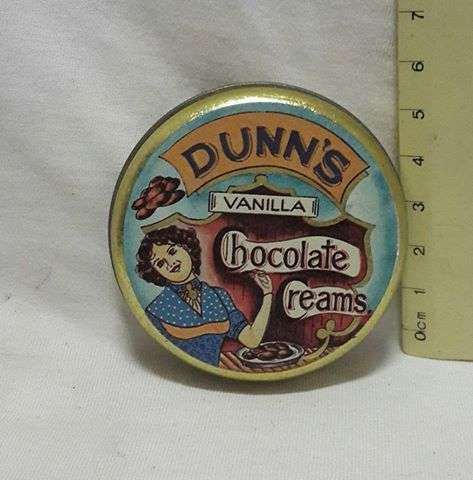 DUNN'S
VANILLA
Chocolate
Creams.
7
6
5
4
3
2
1
0cm